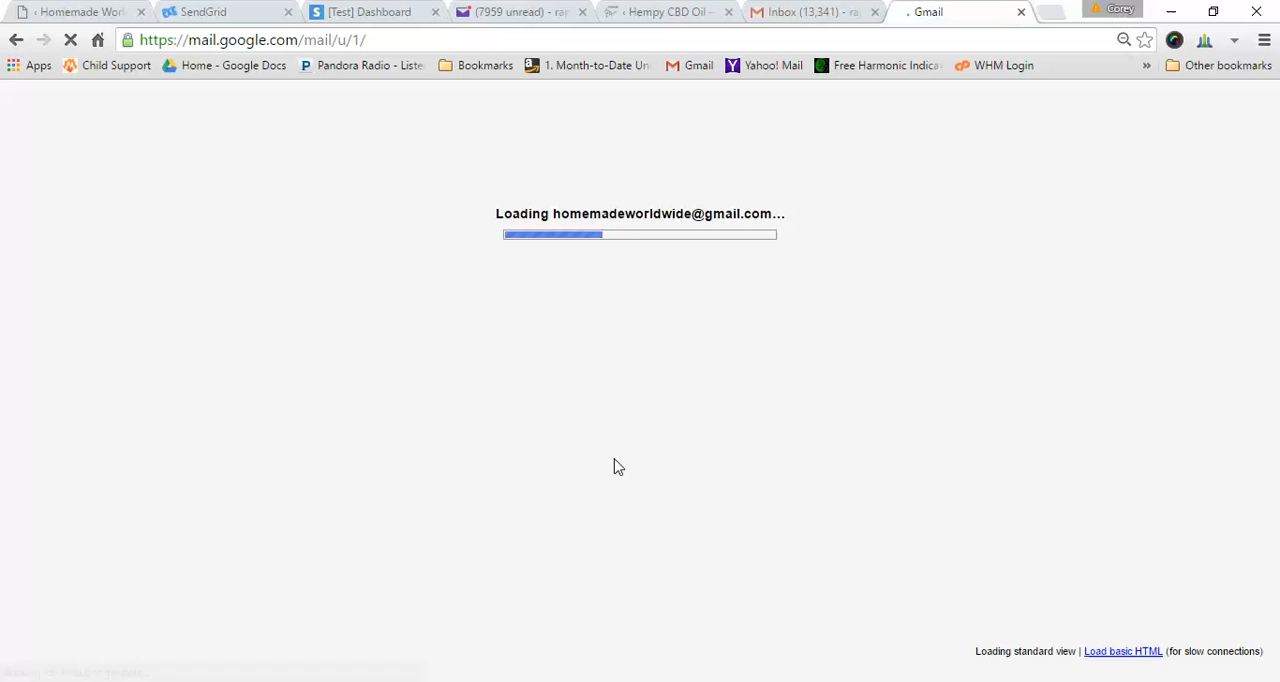 ‹ Homemade Worl
SendGrid
[Test] Dashboard
(7959 unread) - rap
‹ Hempy CBD Oil —
Inbox (13,341) - ra
Gmail
Corey
https://mail.google.com/mail/u/1/
Apps
Child Support
Home - Google Docs
Pandora Radio - Liste
Bookmarks
1. Month-to-Date Un
Gmail
Yahoo! Mail
Free Harmonic Indica
WHM Login
»
Other bookmarks
Loading homemadeworldwide@gmail.com…
Loading standard view | Load basic HTML (for slow connections)